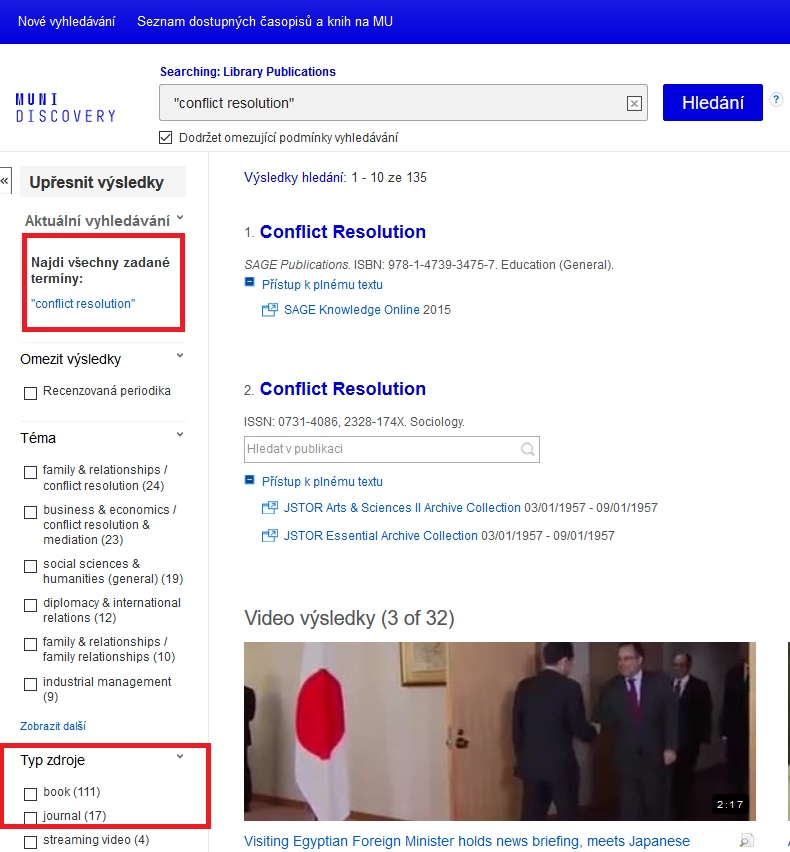 Nové vyhledávání Seznam dostupných časopisů a knih na MU
Searching: Library Publications
MUNI
DISCOVERY
"conflict resolution"
Hledání
?
Dodržet omezující podmínky vyhledávání
«
Upřesnit výsledky
Aktuální vyhledávání
Najdi všechny zadané
termíny:
"conflict resolution"
Omezit výsledky
Recenzovaná periodika
Téma
family & relationships /
conflict resolution (24)
business & economics /
conflict resolution &
mediation (23)
social sciences &
humanities (general) (19)
diplomacy & international
relations (12)
family & relationships /
family relationships (10)
industrial management
(9)
Zobrazit další
Typ zdroje
book (111)
journal (17)
streaming video (4)
Výsledky hledání: 1 - 10 ze 135
1. Conflict Resolution
SAGE Publications. ISBN: 978-1-4739-3475-7. Education (General).
Přístup k plnému textu
SAGE Knowledge Online 2015
2. Conflict Resolution
ISSN: 0731-4086, 2328-174X. Sociology.
Hledat v publikaci
Přístup k plnému textu
JSTOR Arts & Sciences II Archive Collection 03/01/1957 - 09/01/1957
JSTOR Essential Archive Collection 03/01/1957 - 09/01/1957
Video výsledky (3 of 32)
2:17
Visiting Egyptian Foreign Minister holds news briefing, meets Japanese